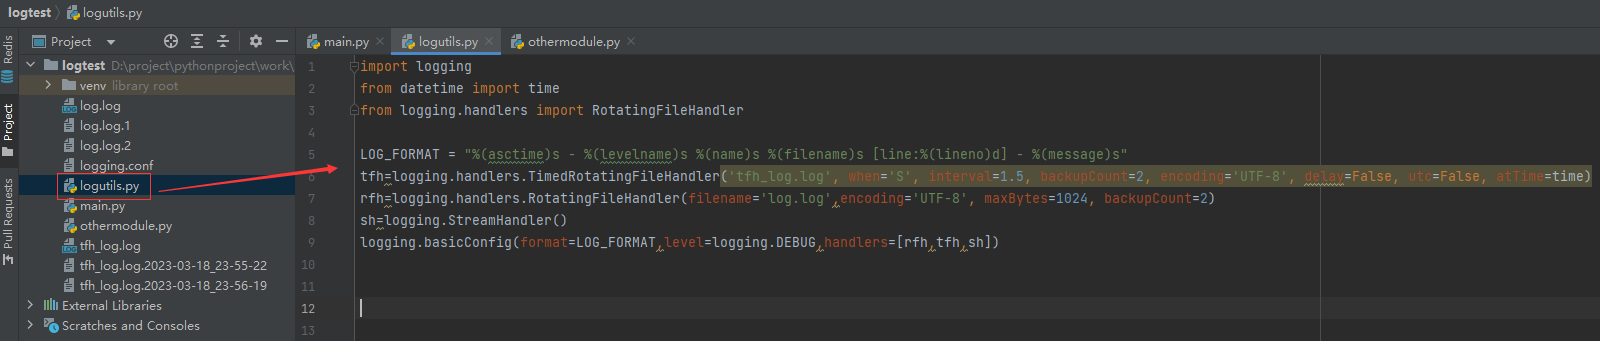 logtest logutils.py
Project
main.py
logutils.py
othermodule.py
Redis
Project
Pull Requests
logtest D:\project\pythonproject\work\
venv library root
log.log
log.log.1
log.log.2
logging.conf
logutils.py
main.py
othermodule.py
tfh_log.log
tfh_log.log.2023-03-18_23-55-22
tfh_log.log.2023-03-18_23-56-19
External Libraries
Scratches and Consoles
1 import logging
2 from datetime import time
3 from logging.handlers import RotatingFileHandler
4
5 LOG_FORMAT = "%(asctime)s - %(levelname)s %(name)s %(filename)s [line:%(lineno)d] - %(message)s"
6 tfh=logging.handlers.TimedRotatingFileHandler('tfh_log.log', when='S', interval=1.5, backupCount=2, encoding='UTF-8', delay=False, utc=False, atTime=time)
7 rfh=logging.handlers.RotatingFileHandler(filename='log.log',encoding='UTF-8', maxBytes=1024, backupCount=2)
8 sh=logging.StreamHandler()
9 logging.basicConfig(format=LOG_FORMAT,level=logging.DEBUG,handlers=[rfh,tfh,sh])
10
11
12
13